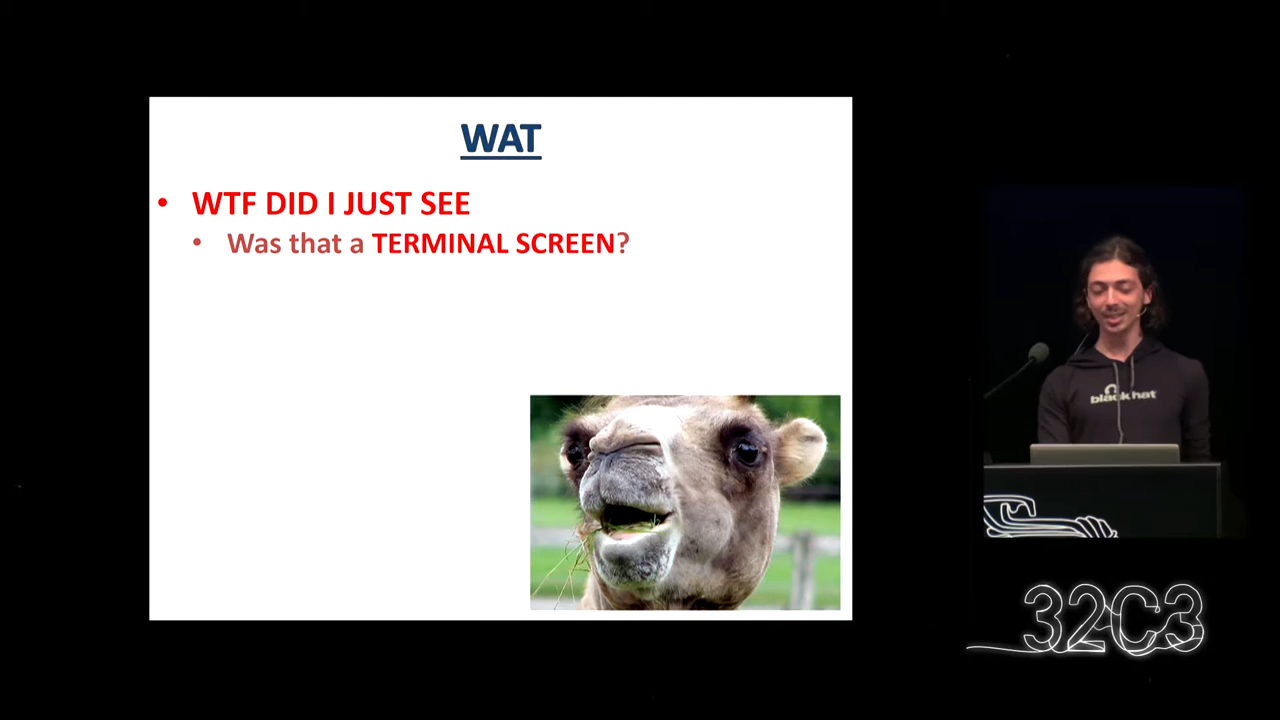 WAT
• WTF DID I JUST SEE
• Was that a TERMINAL SCREEN?
black hat
32C3